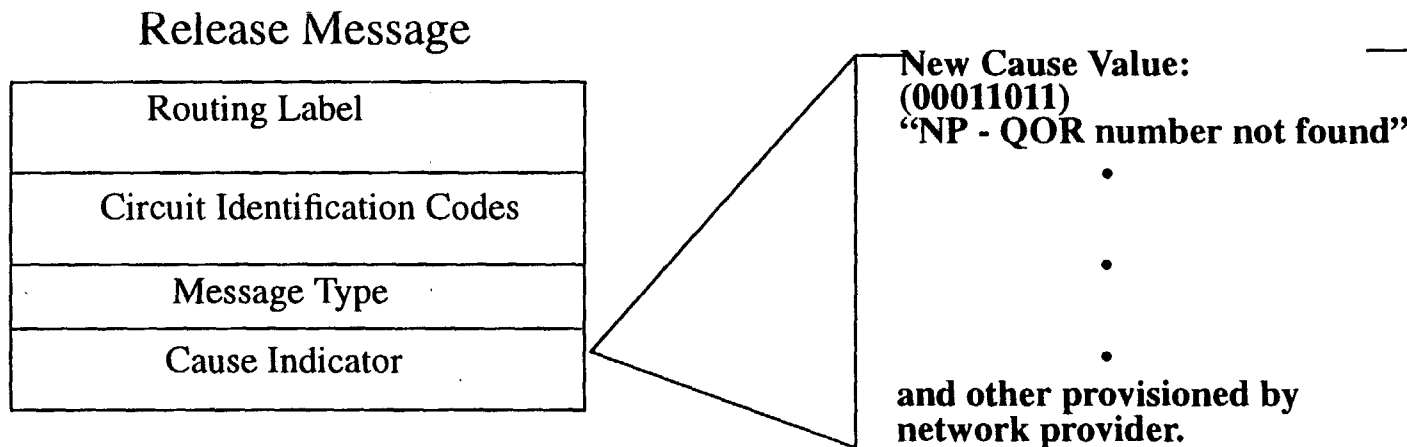 Release Message
Routing Label
Circuit Identification Codes
Message Type
Cause Indicator
New Cause Value:
(00011011)
“NP - QOR number not found”
•
•
•
and other provisioned by
network provider.